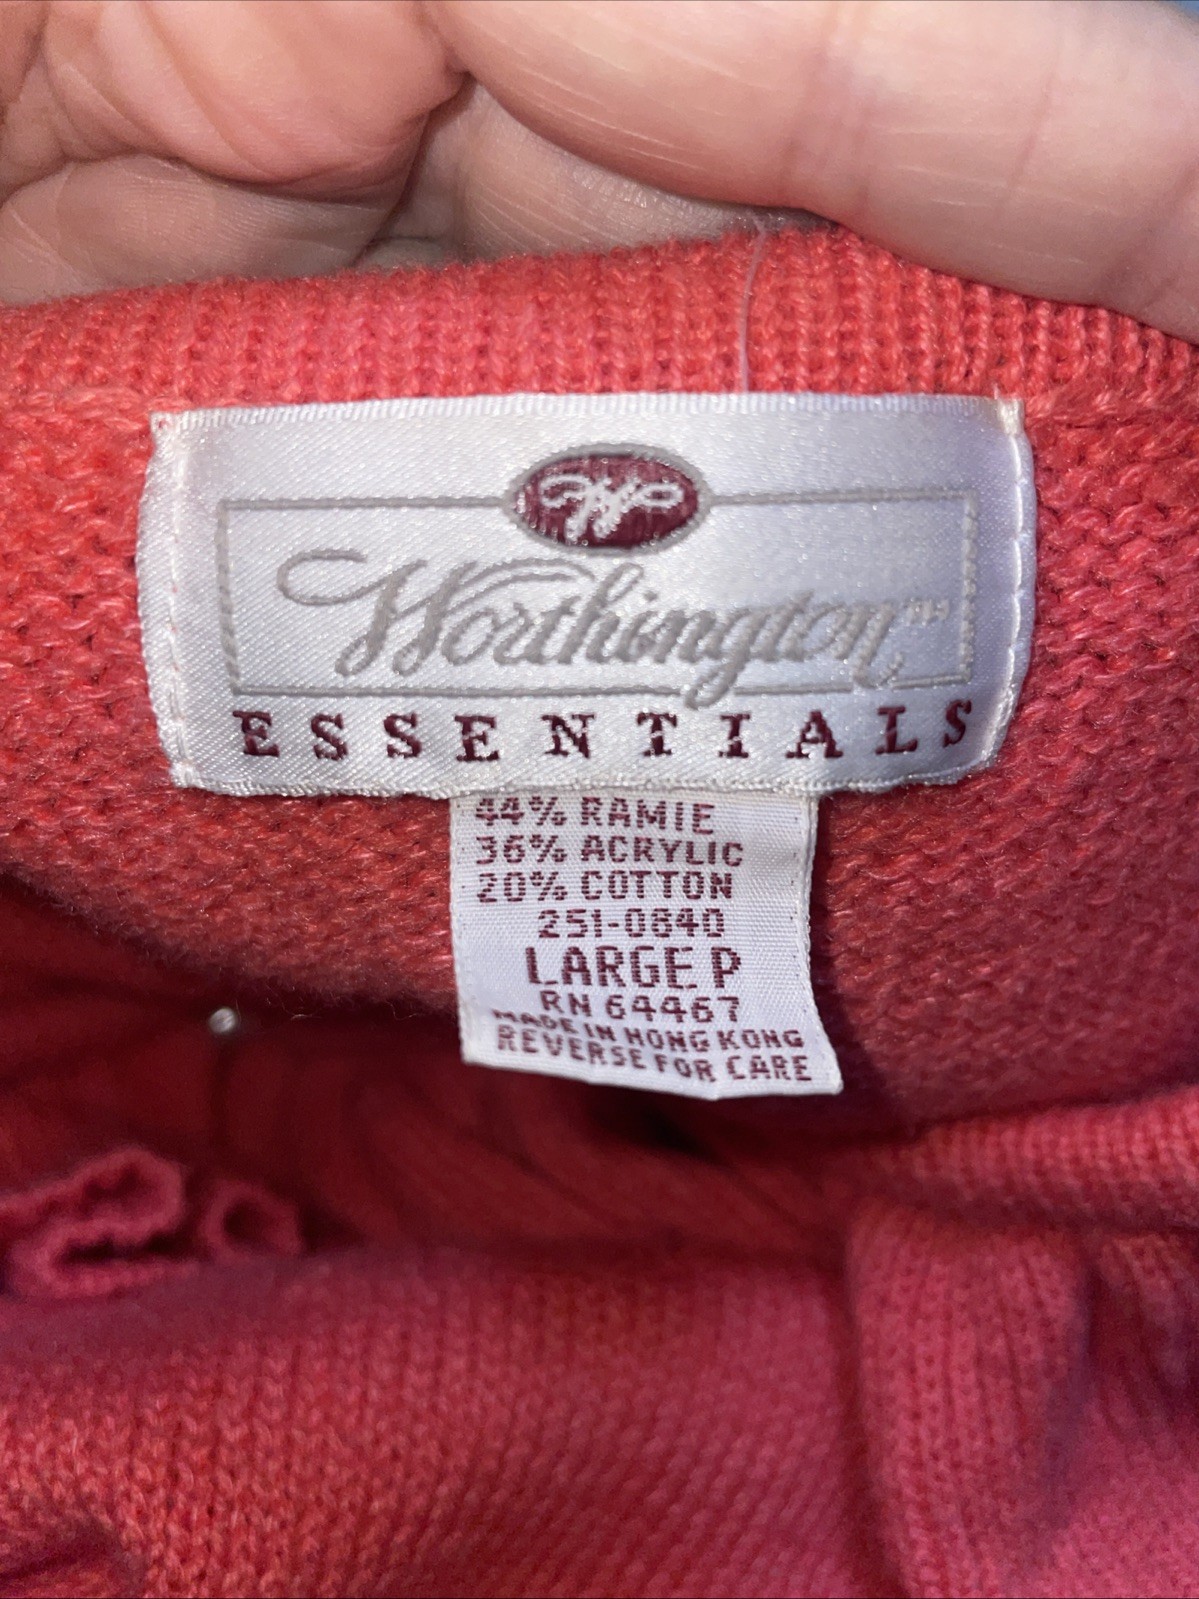 W
Worthington™
ESSENTIALS
44% RAMIE
36% ACRYLIC
20% COTTON
251-0840
LARGE P
RN 64467
MADE IN HONG KONG
REVERSE FOR CARE